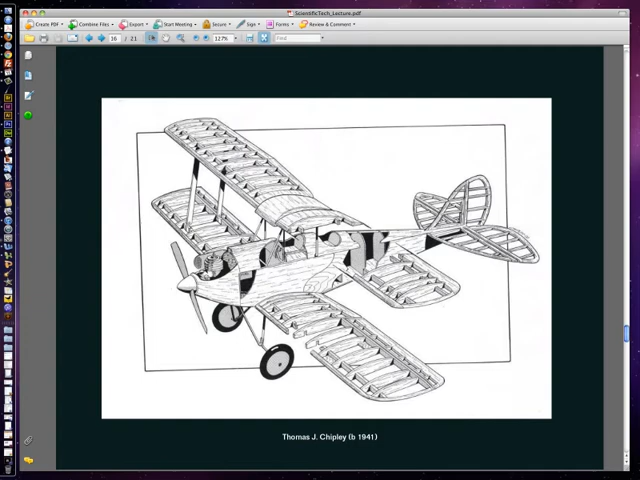 ScientificTech_Lecture.pdf
Create PDF
Combine Files
Export
Start Meeting
Secure
Sign
Forms
Review & Comment
16 / 21
327%
Find
Thomas J. Chipley (b 1941)